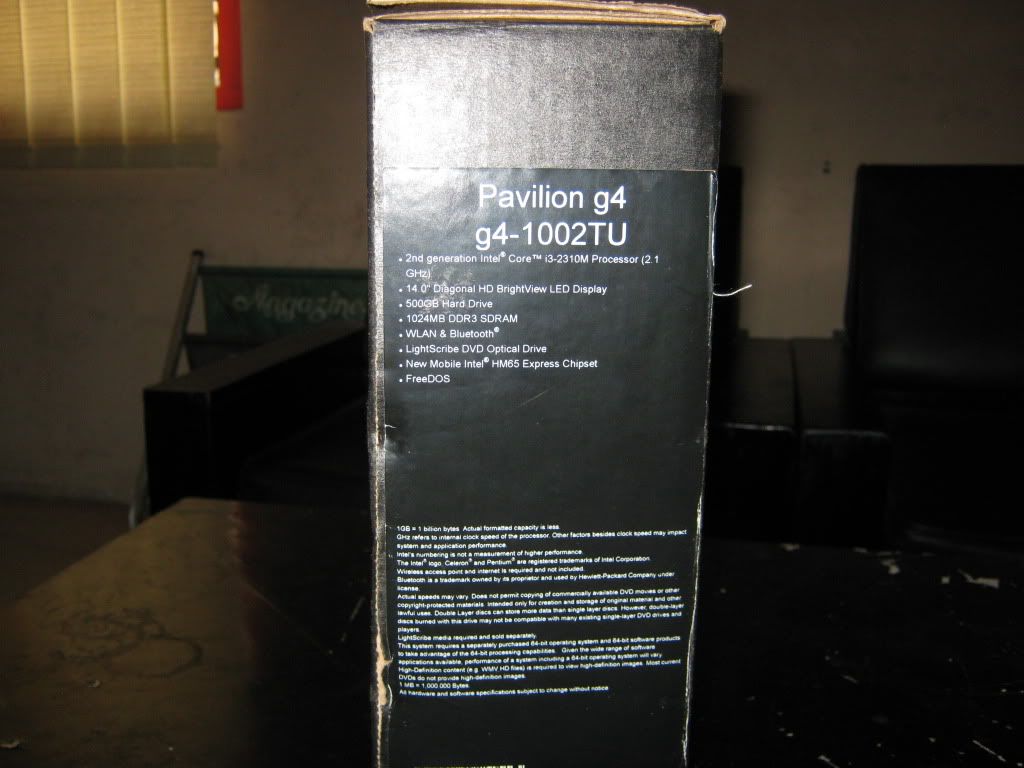 Magazine
Pavilion g4
g4-1002TU
• 2nd generation Intel® Core™ i3-2310M Processor (2.1
GHz)
• 14.0" Diagonal HD BrightView LED Display
• 500GB Hard Drive
• 1024MB DDR3 SDRAM
• WLAN & Bluetooth®
• LightScribe DVD Optical Drive
• New Mobile Intel® HM65 Express Chipset
• FreeDOS
1GB = 1 billion bytes. Actual formatted capacity is less.
GHz refers to internal clock speed of the processor. Other factors besides clock speed may impact
system and application performance.
Intel's numbering is not a measurement of higher performance.
The Intel® logo, Celeron® and Pentium® are registered trademarks of Intel Corporation.
Wireless access point and internet is required and not included.
Bluetooth is a trademark owned by its proprietor and used by Hewlett-Packard Company under
license.
Actual speeds may vary. Does not permit copying of commercially available DVD movies or other
copyright-protected materials. Intended only for creation and storage of original material and other
lawful uses. Double Layer discs can store more data than single layer discs. However, double-layer
discs burned with this drive may not be compatible with many existing single-layer DVD drives and
players.
LightScribe media required and sold separately.
This system requires a separately purchased 64-bit operating system and 64-bit software products
to take advantage of the 64-bit processing capabilities. Given the wide range of software
applications available, performance of a system including a 64-bit operating system will vary.
High-Definition content (e.g. WMV HD files) is required to view high-definition images. Most current
DVDs do not provide high-definition images.
1 MB = 1,000,000 Bytes
All hardware and software specifications subject to change without notice